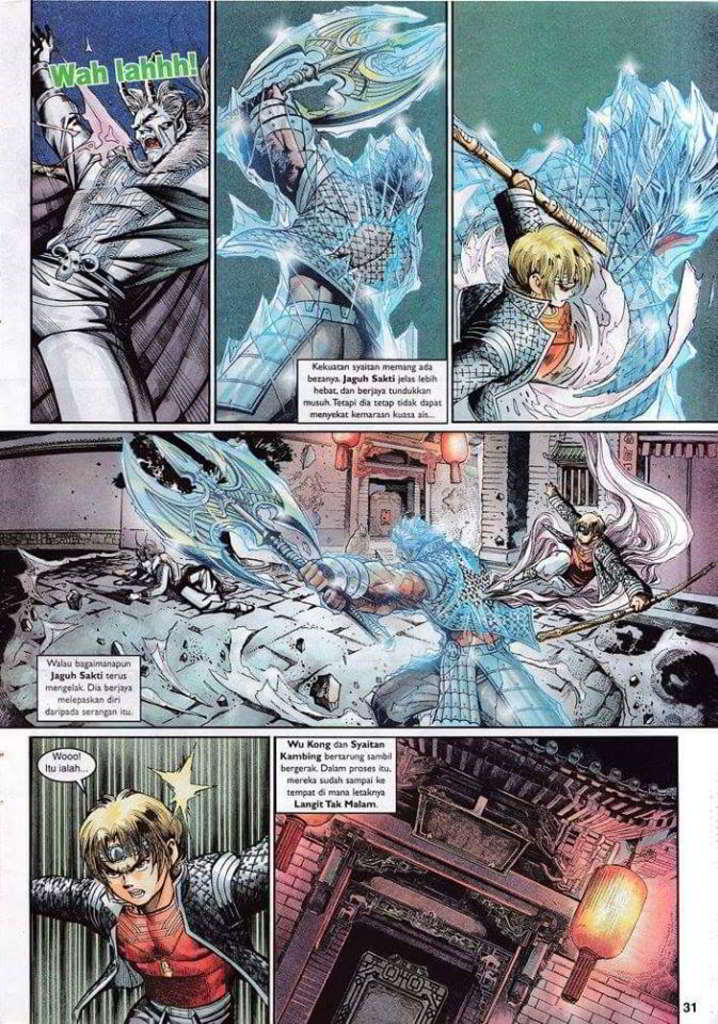 Wah lahhh!
Kekuatan syaitan memang ada
bezanya. Jaguh Sakti jelas lebih
hebat, dan berjaya tundukkan
musuh. Tetapi dia tetap tidak dapat
menyekat kemaraan kuasa ais...
Walau bagaimanapun
Jaguh Sakti terus
mengelak. Dia berjaya
melepaskan diri
daripada serangan itu.
Wooo!
Itu ialah...
Wu Kong dan Syaitan
Kambing bertarung sambil
bergerak. Dalam proses itu,
mereka sudah sampai ke
tempat di mana letaknya
Langit Tak Malam.
31